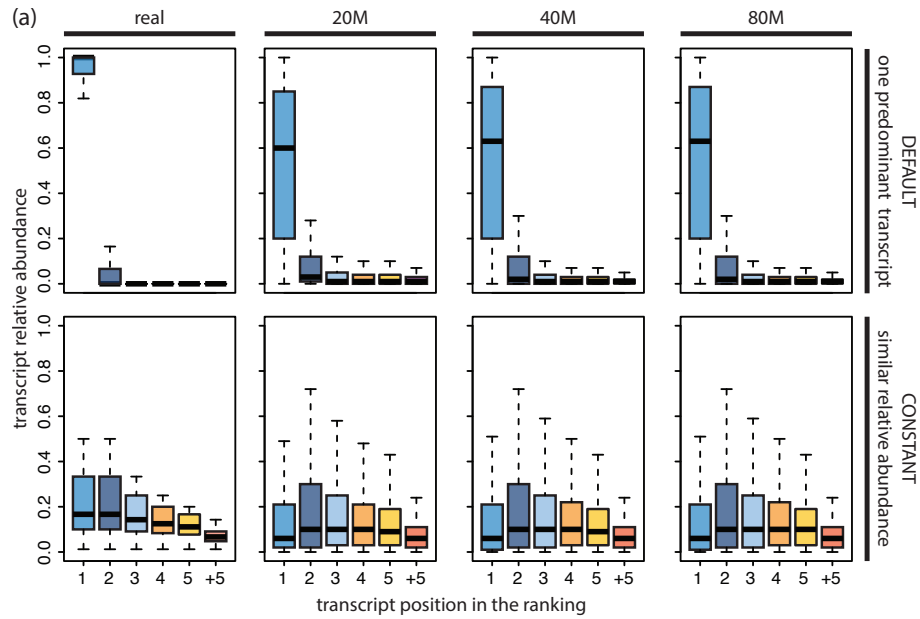 (a)
real 20M 40M 80M
transcript relative abundance
0.0 0.2 0.4 0.6 0.8 1.0
DEFAULT
one predominant transcript
0.0 0.2 0.4 0.6 0.8 1.0
CONSTANT
similar relative abundance
1 2 3 4 5 +5 1 2 3 4 5 +5 1 2 3 4 5 +5 1 2 3 4 5 +5
transcript position in the ranking